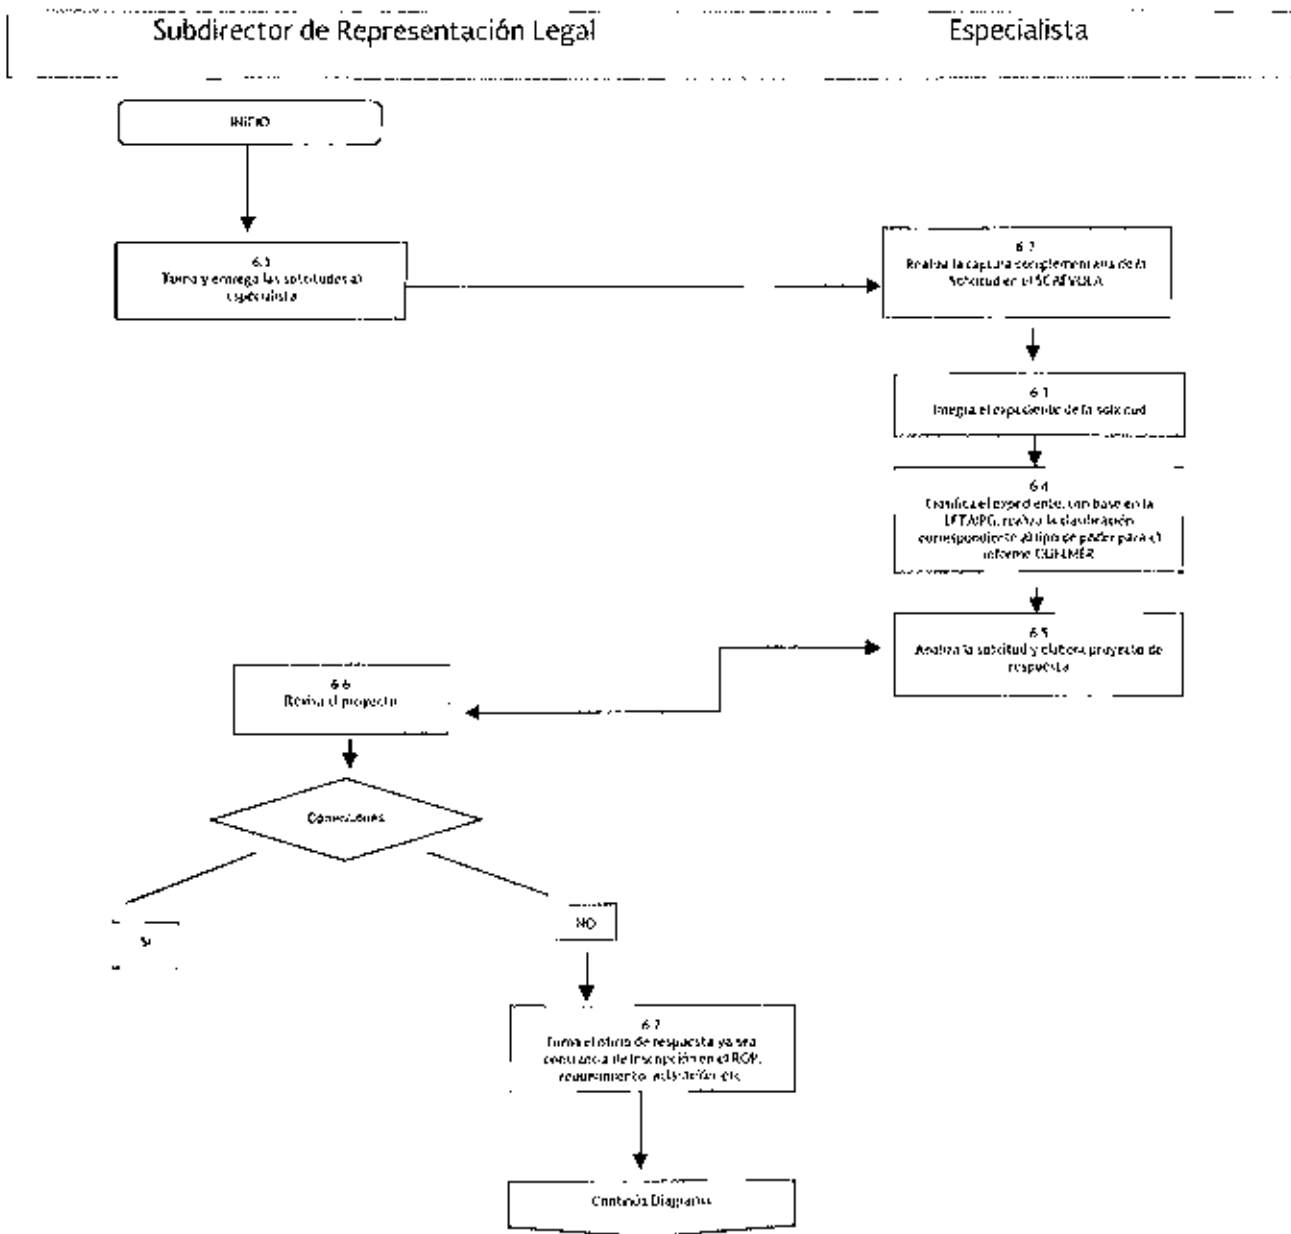 Subdirector de Representación Legal
Especialista
INICIO
6.1
Turna y entrega las solicitudes al
especialista
6.2
Realiza la captura complementaria de la
Solicitud en el
6.3
Integra el expediente de la solicitud
6.4
Clasifica el expediente, con base en la
LFTAIPG, realiza la clasificación
correspondiente al tipo de poder para el
informe
6.5
Analiza la solicitud y elabora proyecto de
respuesta
6.6
Revisa el proyecto
Correcciones
SI
NO
6.7
el oficio de respuesta ya sea
constancia de inscripción en el RGP,
requerimiento, etc
Continúa Diagrama